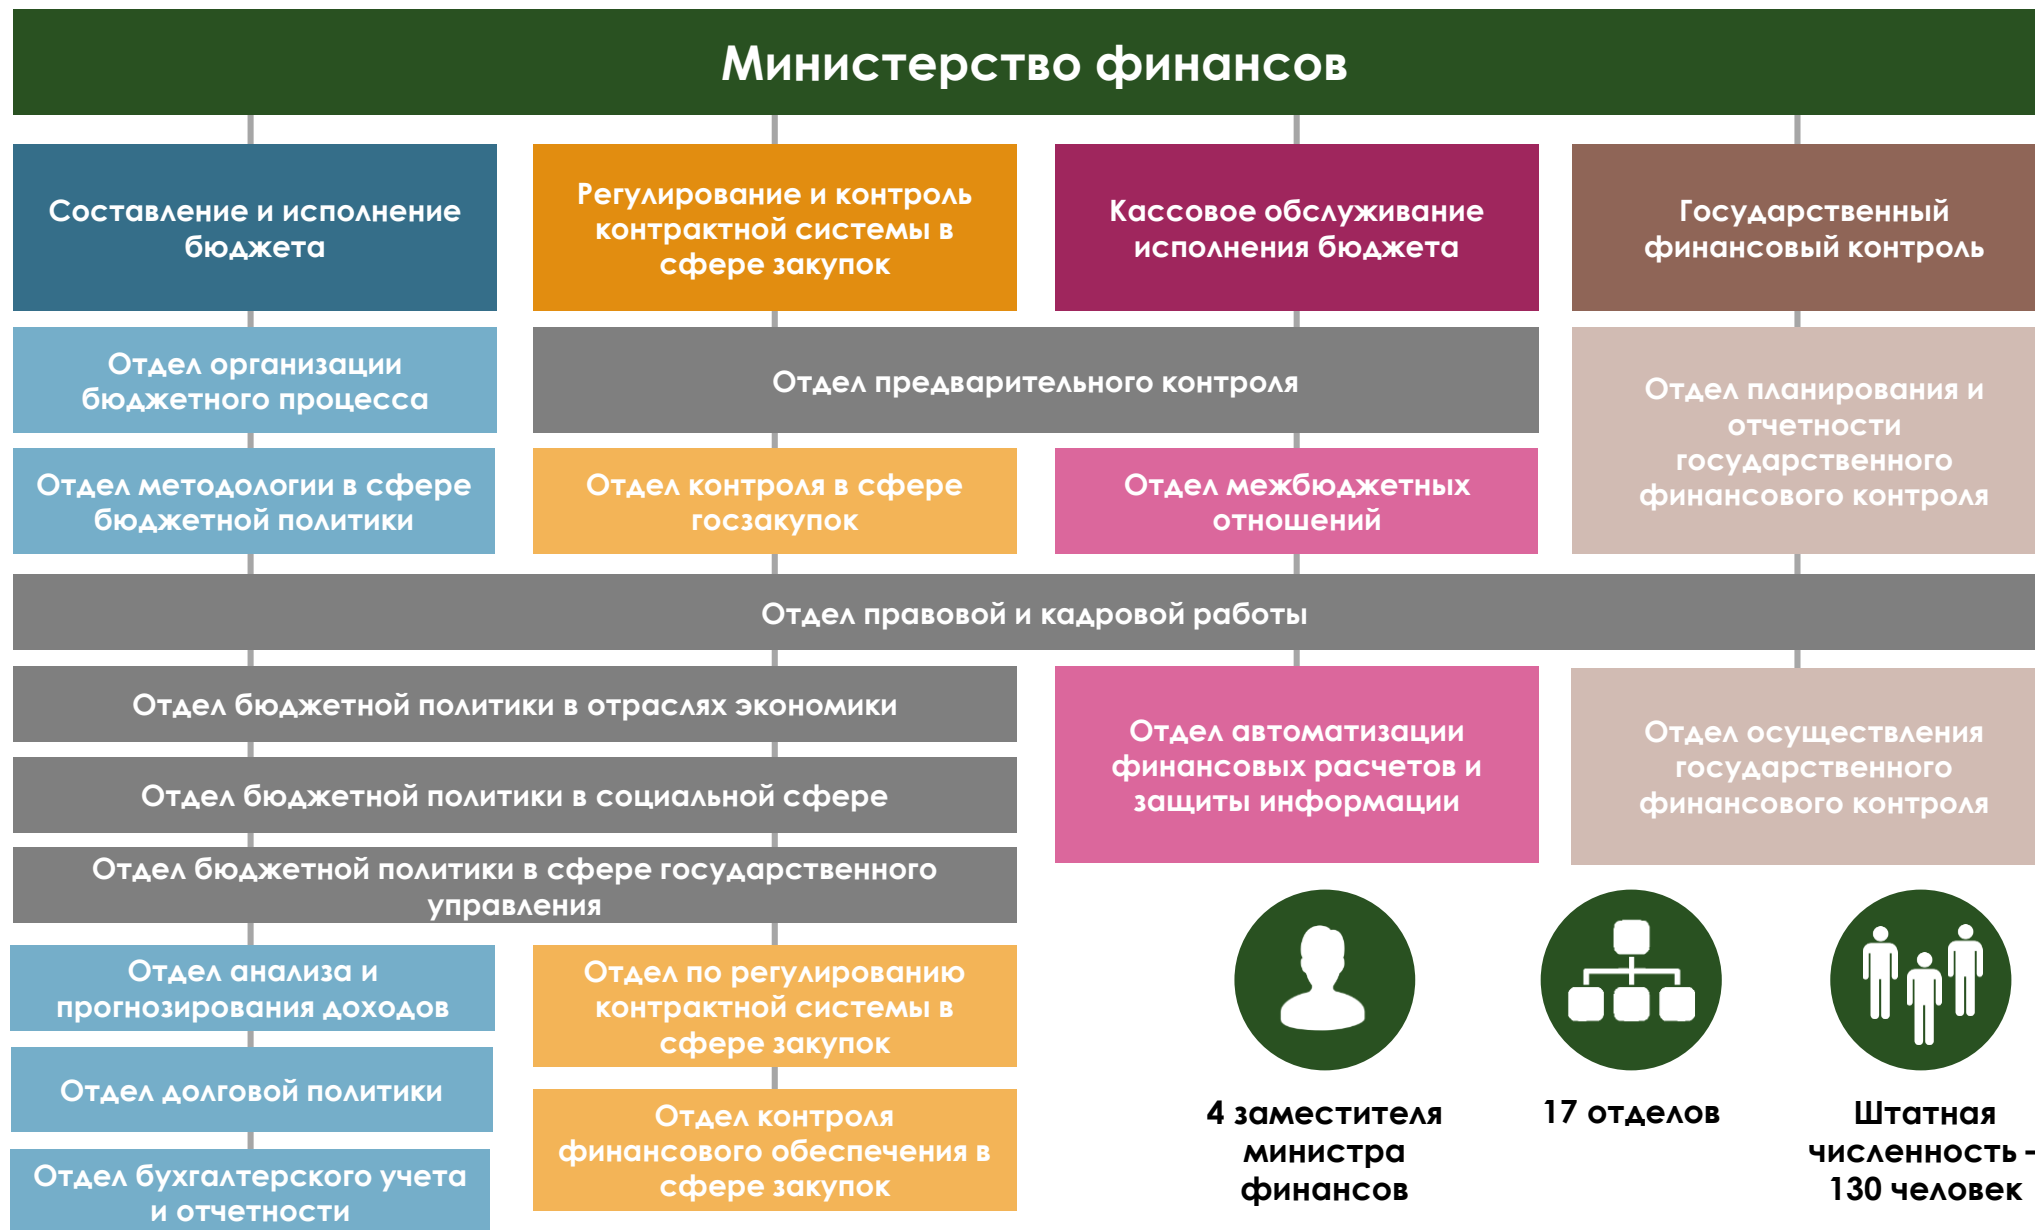 Министерство финансов
Составление и исполнение
бюджета
Регулирование и контроль
контрактной системы в
сфере закупок
Кассовое обслуживание
исполнения бюджета
Государственный
финансовый контроль
Отдел организации
бюджетного процесса
Отдел предварительного контроля
Отдел планирования и
отчетности
государственного
финансового контроля
Отдел методологии в сфере
бюджетной политики
Отдел контроля в сфере
госзакупок
Отдел межбюджетных
отношений
Отдел правовой и кадровой работы
Отдел бюджетной политики в отраслях экономики
Отдел бюджетной политики в социальной сфере
Отдел бюджетной политики в сфере государственного
управления
Отдел автоматизации
финансовых расчетов и
защиты информации
Отдел осуществления
государственного
финансового контроля
Отдел анализа и
прогнозирования доходов
Отдел долговой политики
Отдел бухгалтерского учета
и отчетности
Отдел по регулированию
контрактной системы в
сфере закупок
Отдел контроля
финансового обеспечения в
сфере закупок
4 заместителя
министра
финансов
17 отделов
Штатная
численность –
130 человек